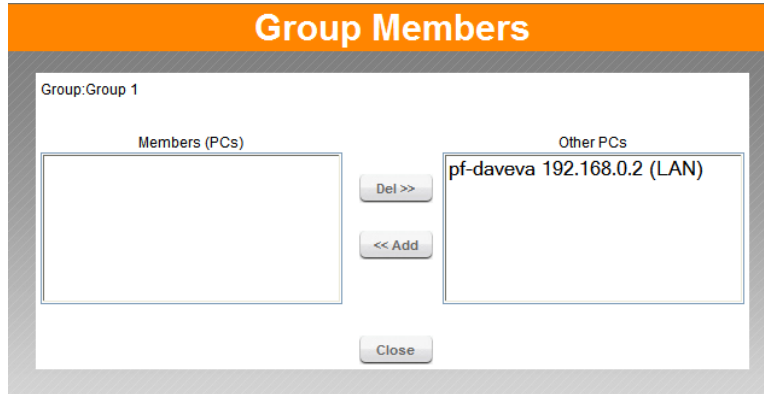 Group Members
Group:Group 1
Members (PCs)
Other PCs
pf-daveva 192.168.0.2 (LAN)
Del >>
<< Add
Close